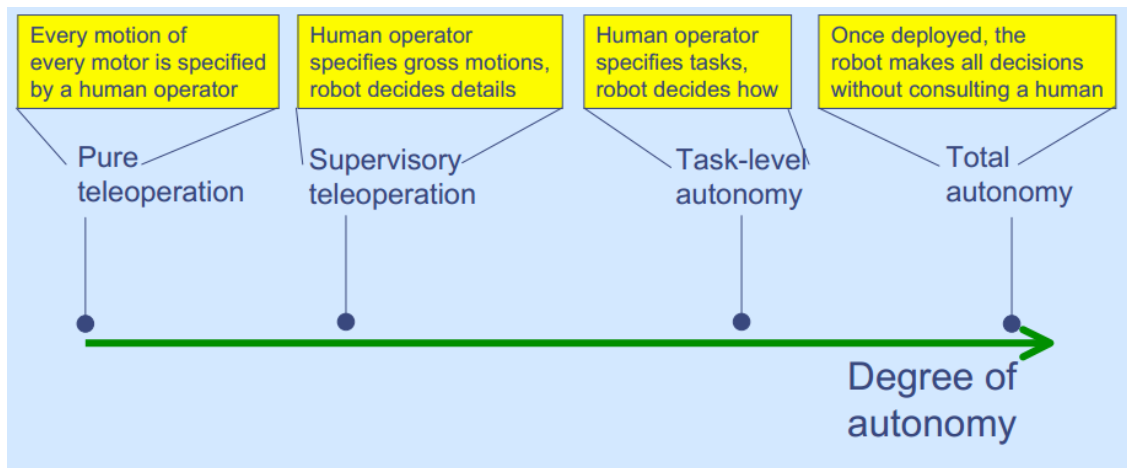 Every motion of
every motor is specified
by a human operator
Human operator
specifies gross motions,
robot decides details
Human operator
specifies tasks,
robot decides how
Once deployed, the
robot makes all decisions
without consulting a human
Pure
teleoperation
Supervisory
teleoperation
Task-level
autonomy
Total
autonomy
Degree of
autonomy